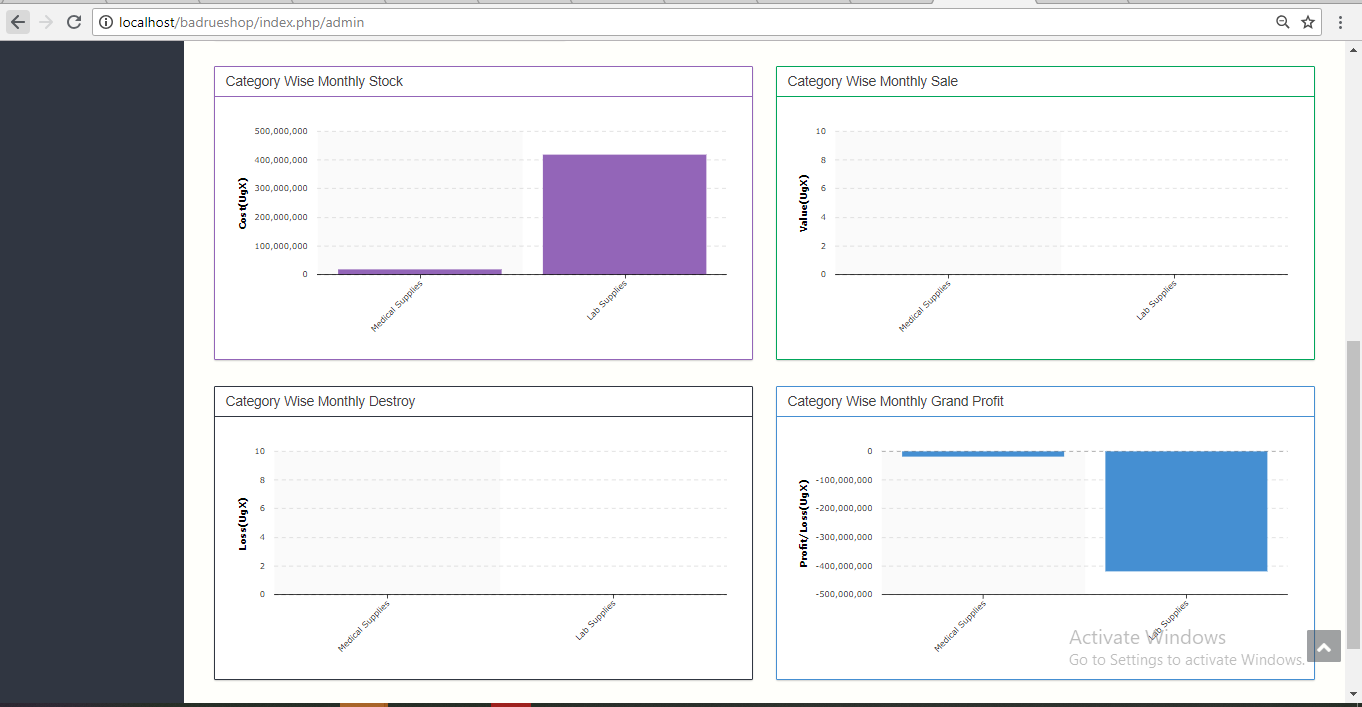 localhost/badrueshop/index.php/admin
Category Wise Monthly Stock
Cost(UgX)
500,000,000
400,000,000
300,000,000
200,000,000
100,000,000
0
Medical Supplies
Lab Supplies
Category Wise Monthly Sale
Value(UgX)
10
8
6
4
2
0
Medical Supplies
Lab Supplies
Category Wise Monthly Destroy
Loss(UgX)
10
8
6
4
2
0
Medical Supplies
Lab Supplies
Category Wise Monthly Grand Profit
Profit/Loss(UgX)
0
-100,000,000
-200,000,000
-300,000,000
-400,000,000
-500,000,000
Medical Supplies
Lab Supplies
Activate Windows
Go to Settings to activate Windows.